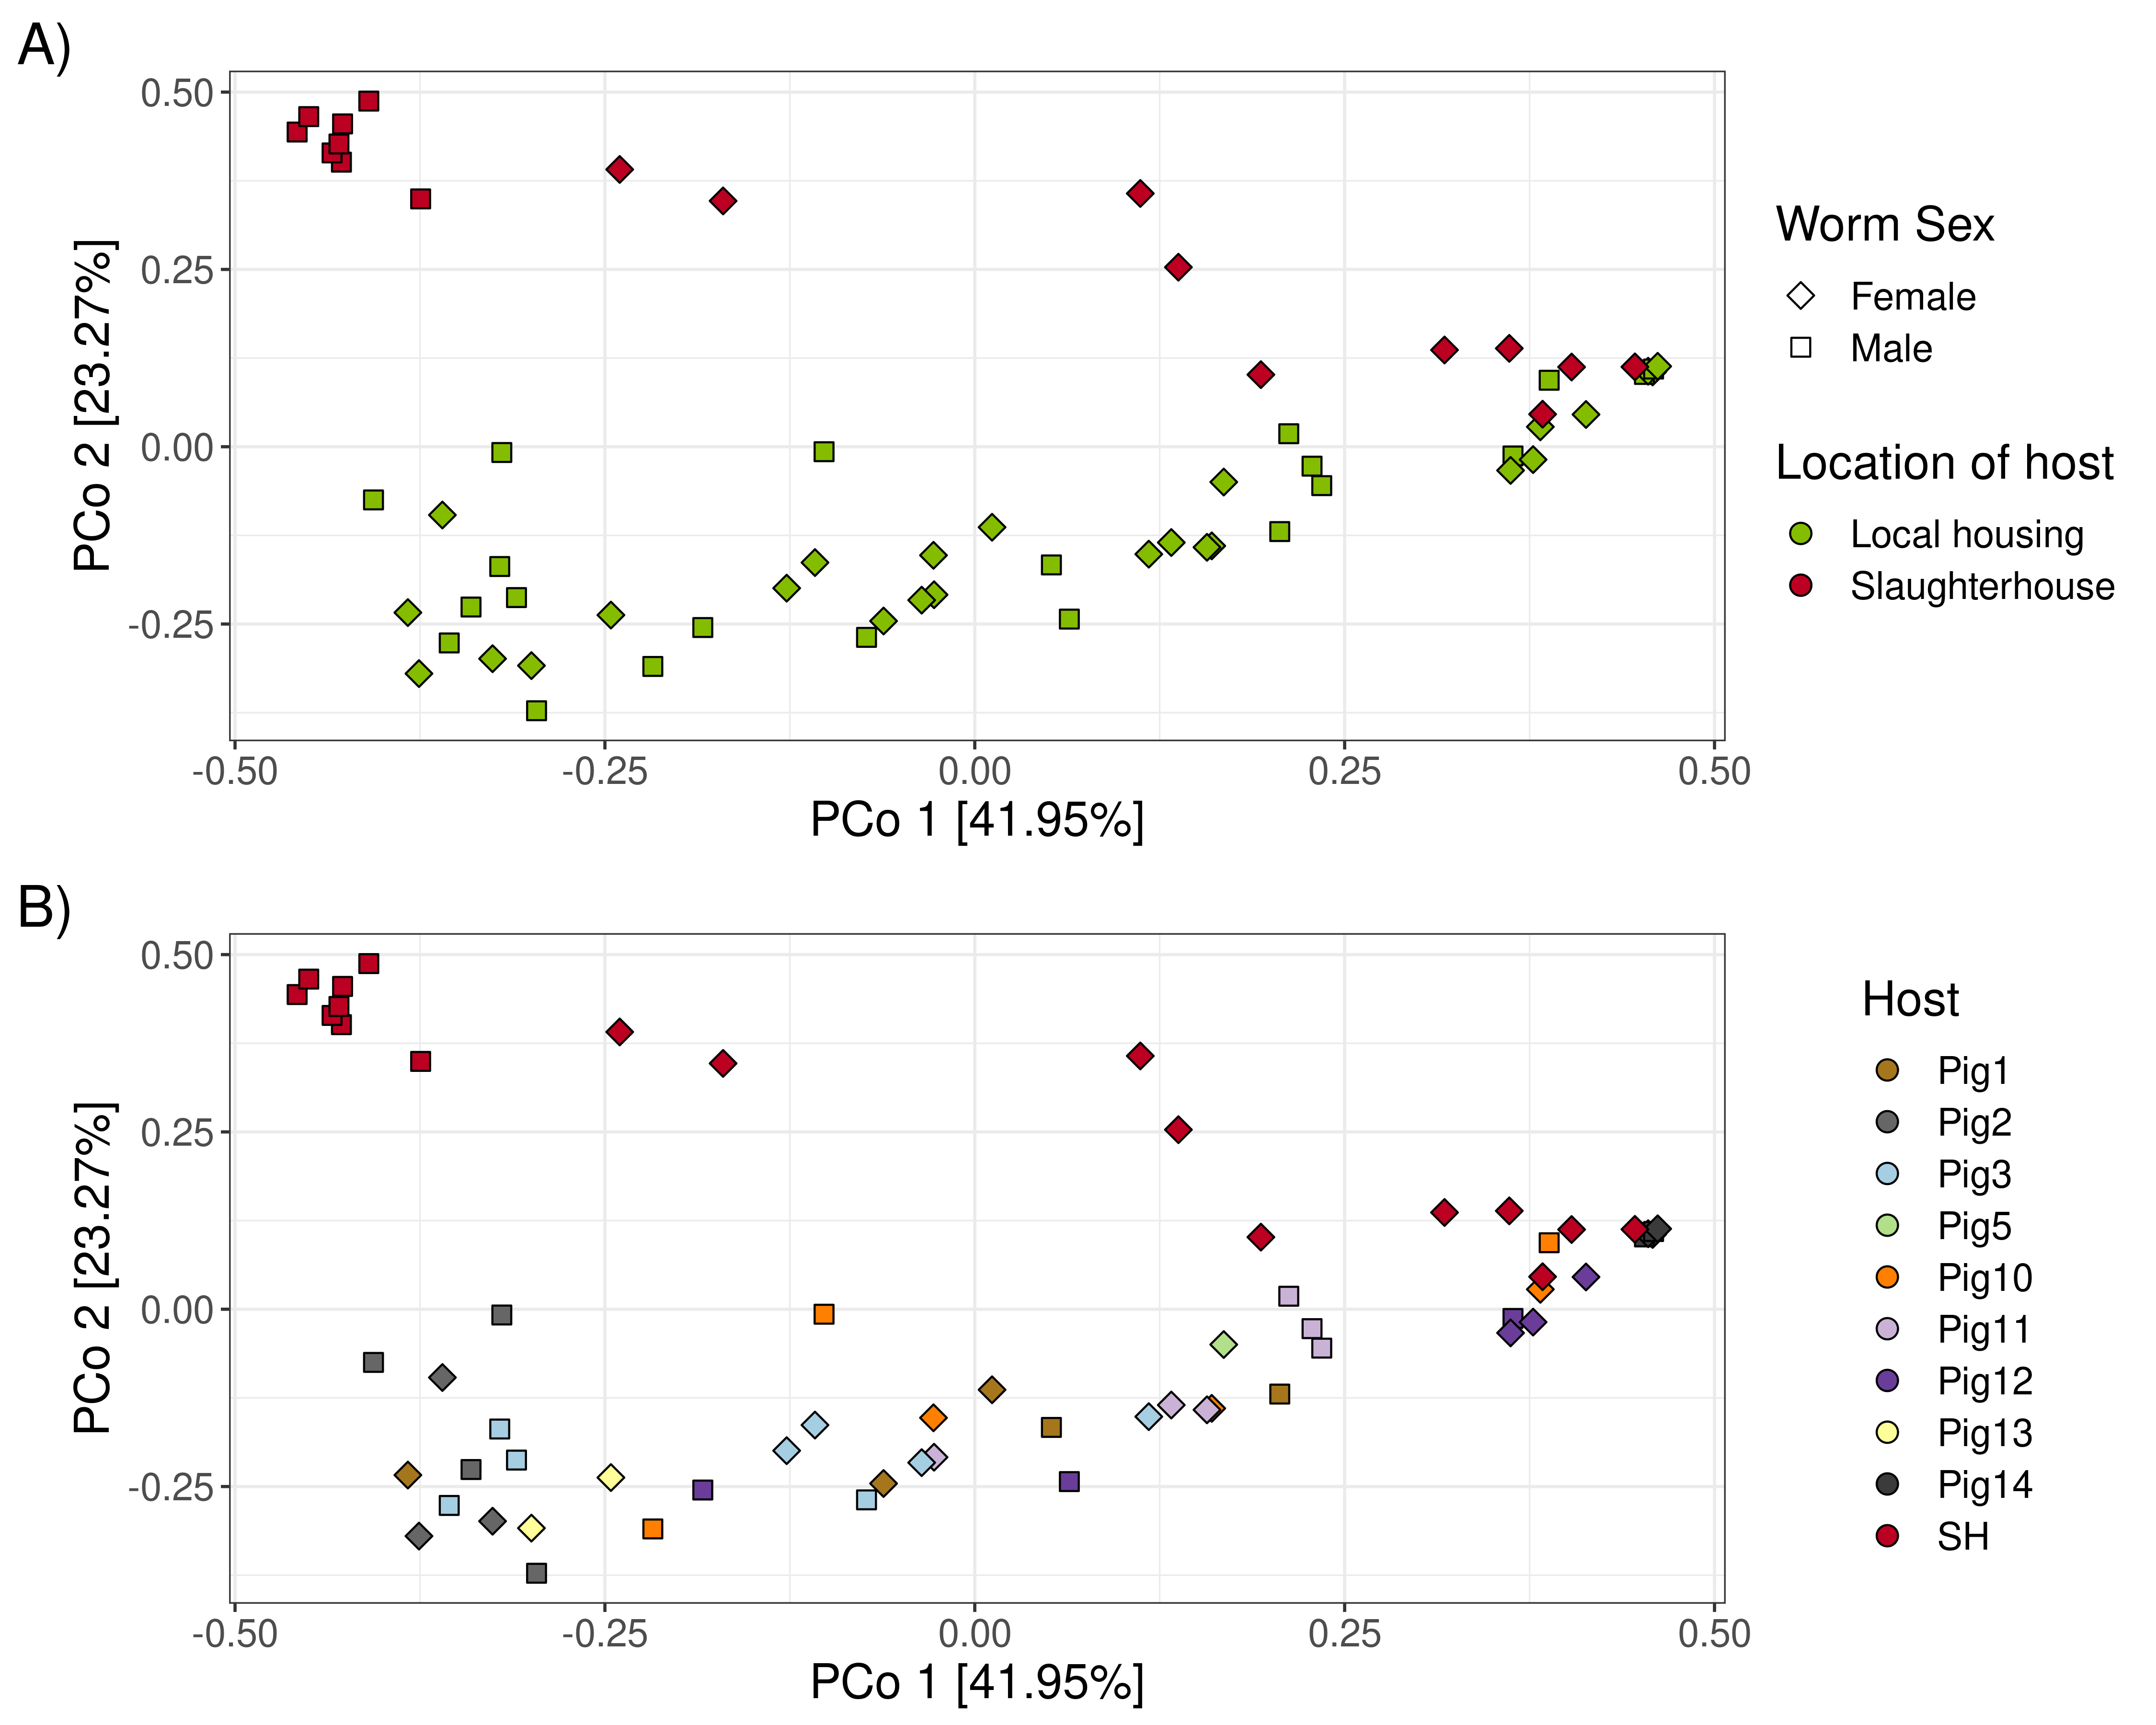 A)
0.50
0.25
0.00
-0.25
PCo 2 [23.27%]
-0.50 -0.25 0.00 0.25 0.50
PCo 1 [41.95%]
Worm Sex
Female
Male
Location of host
Local housing
Slaughterhouse
B)
0.50
0.25
0.00
-0.25
PCo 2 [23.27%]
-0.50 -0.25 0.00 0.25 0.50
PCo 1 [41.95%]
Host
Pig1
Pig2
Pig3
Pig5
Pig10
Pig11
Pig12
Pig13
Pig14
SH